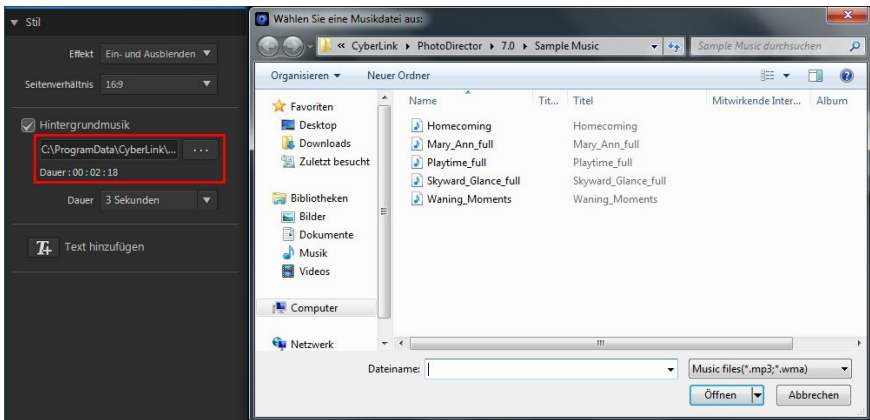 Stil
Effekt Ein- und Ausblenden
Seitenverhältnis 16:9
Hintergrundmusik
C:\ProgramData\CyberLink\... ...
Dauer : 00 : 02 : 18
Dauer 3 Sekunden
Text hinzufügen
Wählen Sie eine Musikdatei aus:
« CyberLink PhotoDirector 7.0 Sample Music
Sample Music durchsuchen
Organisieren Neuer Ordner
Favoriten
Desktop
Downloads
Zuletzt besucht
Bibliotheken
Bilder
Dokumente
Musik
Videos
Computer
Netzwerk
Name Tit... Titel Mitwirkende Inter... Album
Homecoming Homecoming
Mary_Ann_full Mary_Ann_full
Playtime_full Playtime_full
Skyward_Glance_full Skyward_Glance_full
Waning_Moments Waning_Moments
Dateiname: Music files(*.mp3;*.wma)
Öffnen Abbrechen